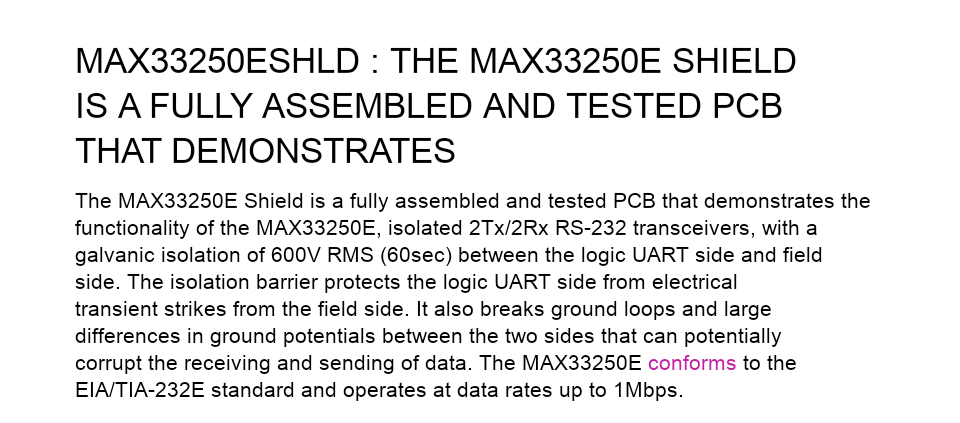 MAX33250ESHLD : THE MAX33250E SHIELD
IS A FULLY ASSEMBLED AND TESTED PCB
THAT DEMONSTRATES
The MAX33250E Shield is a fully assembled and tested PCB that demonstrates the
functionality of the MAX33250E, isolated 2Tx/2Rx RS-232 transceivers, with a
galvanic isolation of 600V RMS (60sec) between the logic UART side and field
side. The isolation barrier protects the logic UART side from electrical
transient strikes from the field side. It also breaks ground loops and large
differences in ground potentials between the two sides that can potentially
corrupt the receiving and sending of data. The MAX33250E conforms to the
EIA/TIA-232E standard and operates at data rates up to 1Mbps.